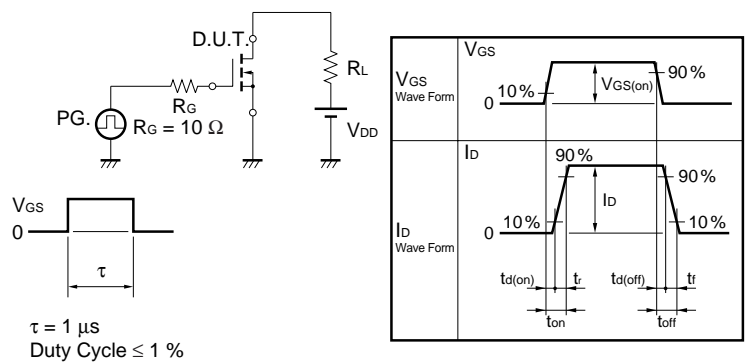 D.U.T.
RL
RG
PG.
RG = 10 Ω
VDD
VGS
0
τ
τ = 1 µs
Duty Cycle ≤ 1 %
VGS
VGS
Wave Form
10 %
VGS(on)
90 %
0
ID
90 %
90 %
ID
ID
Wave Form
10 %
10 %
0
td(on) tr td(off) tf
ton toff